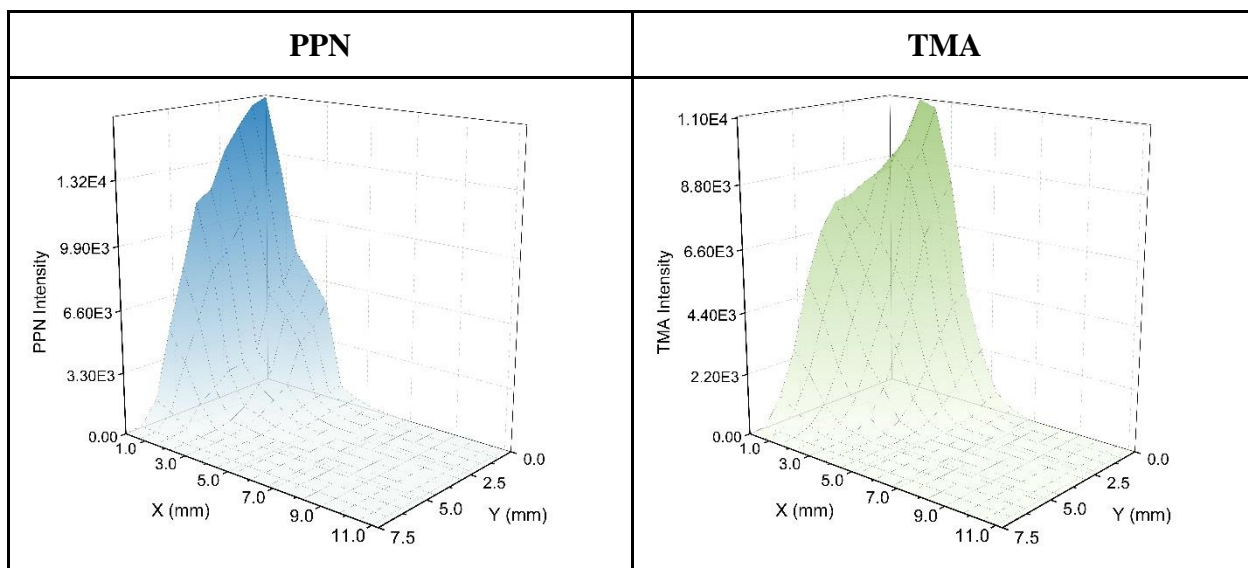 PPN
TMA
1.32E4
9.90E3
6.60E3
3.30E3
0.00
PPN Intensity
1.0
3.0
5.0
7.0
9.0
11.0
X (mm)
0.0
2.5
5.0
7.5
Y (mm)
1.10E4
8.80E3
6.60E3
4.40E3
2.20E3
0.00
TMA Intensity
1.0
3.0
5.0
7.0
9.0
11.0
X (mm)
0.0
2.5
5.0
7.5
Y (mm)